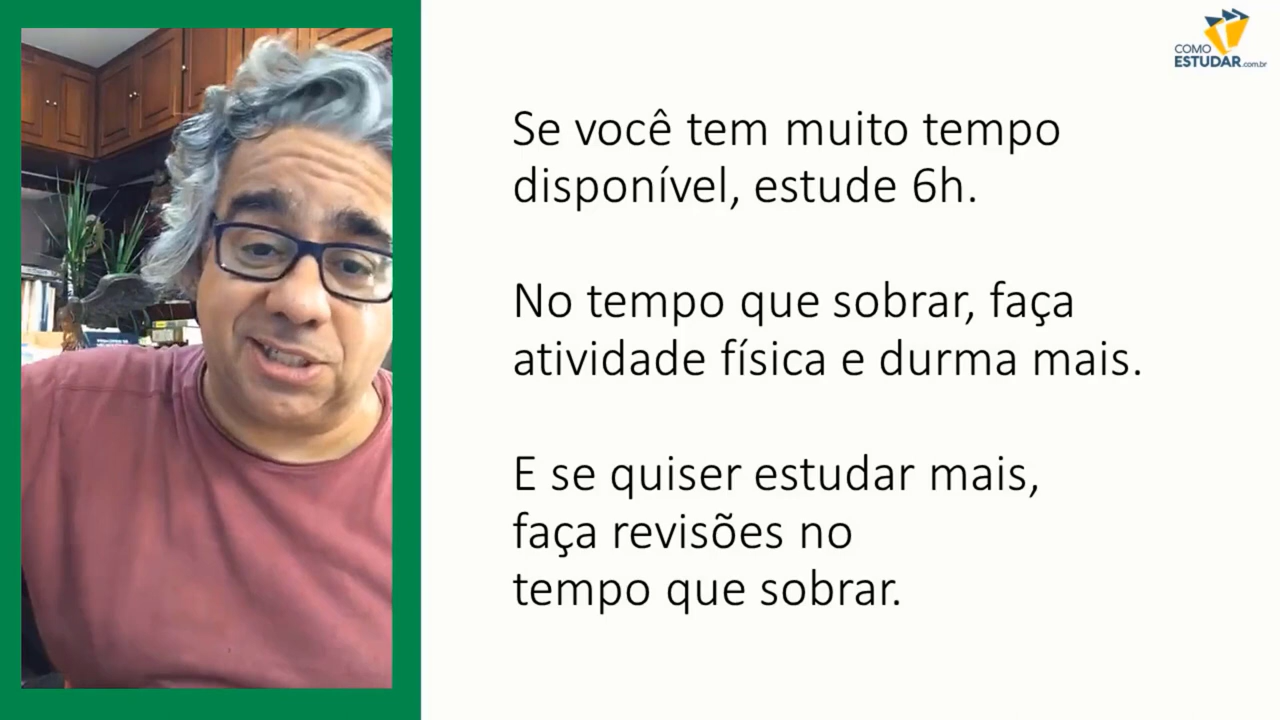 COMO
ESTUDAR.com.br
Se você tem muito tempo
disponível, estude 6h.
No tempo que sobrar, faça
atividade física e durma mais.
E se quiser estudar mais,
faça revisões no
tempo que sobrar.